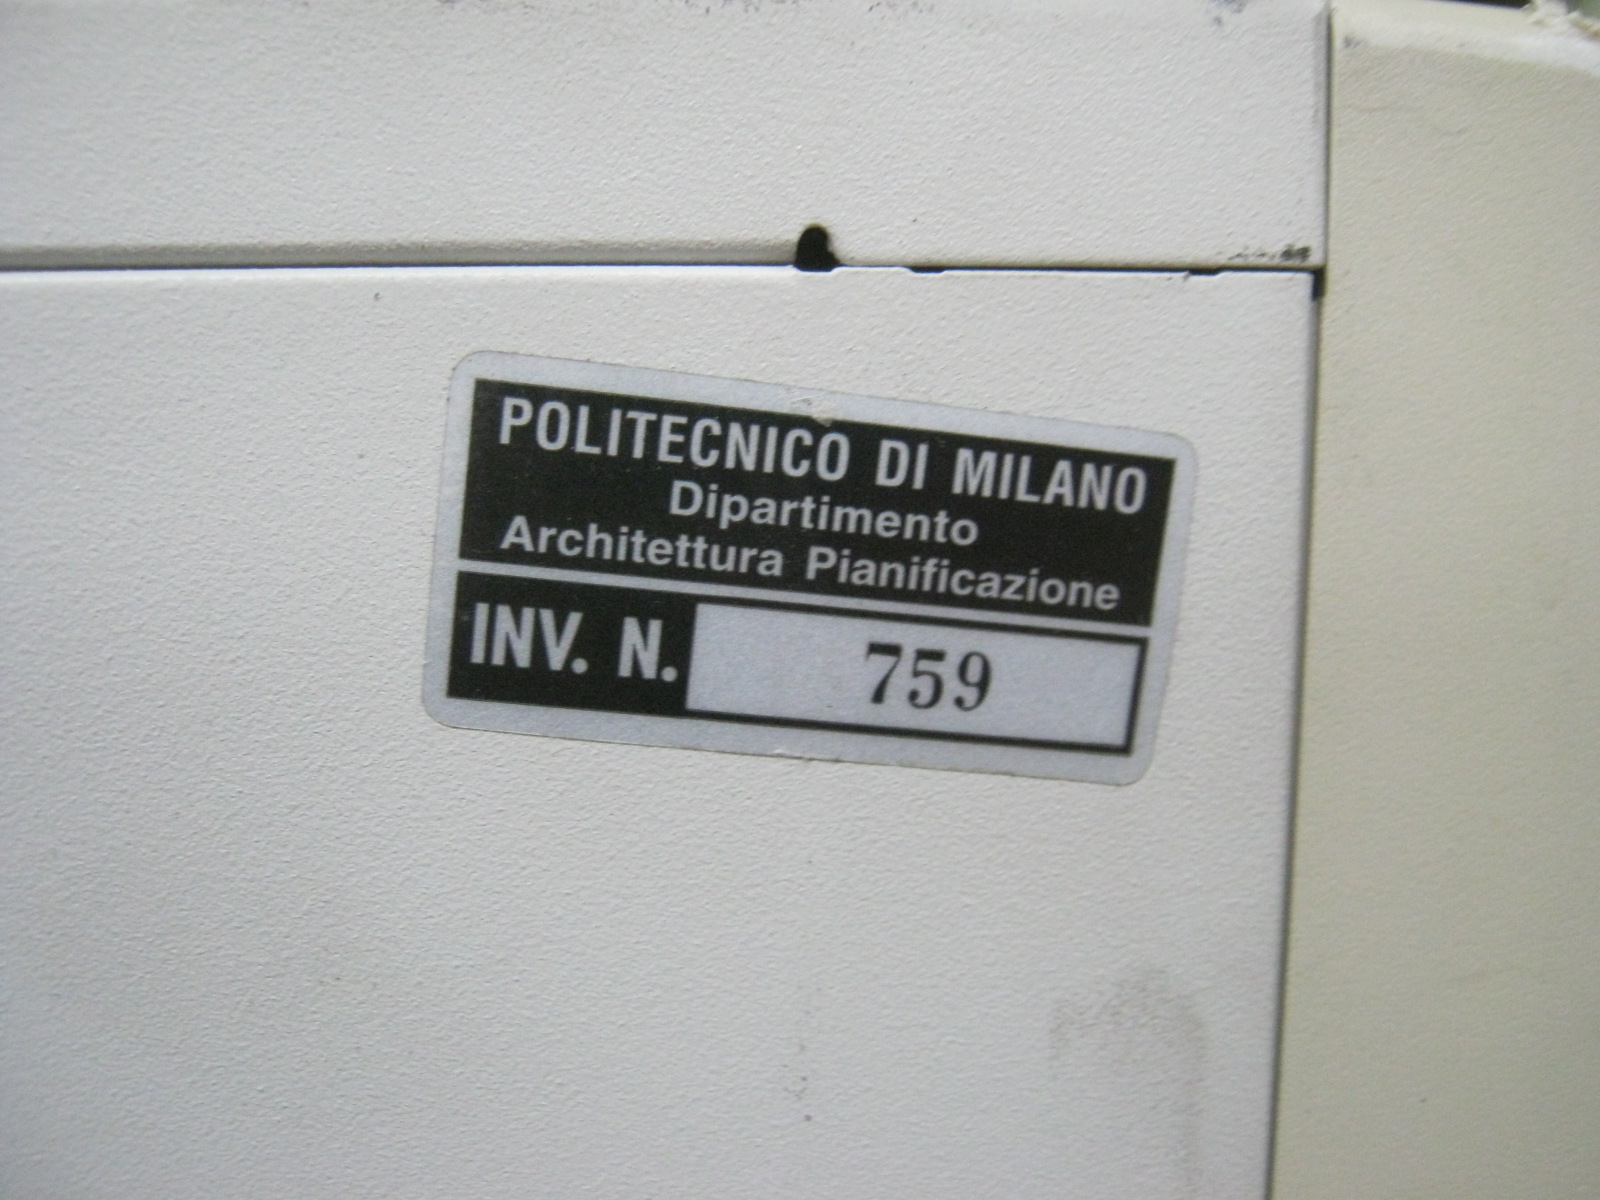 POLITECNICO DI MILANO
Dipartimento
Architettura Pianificazione
INV. N. 759